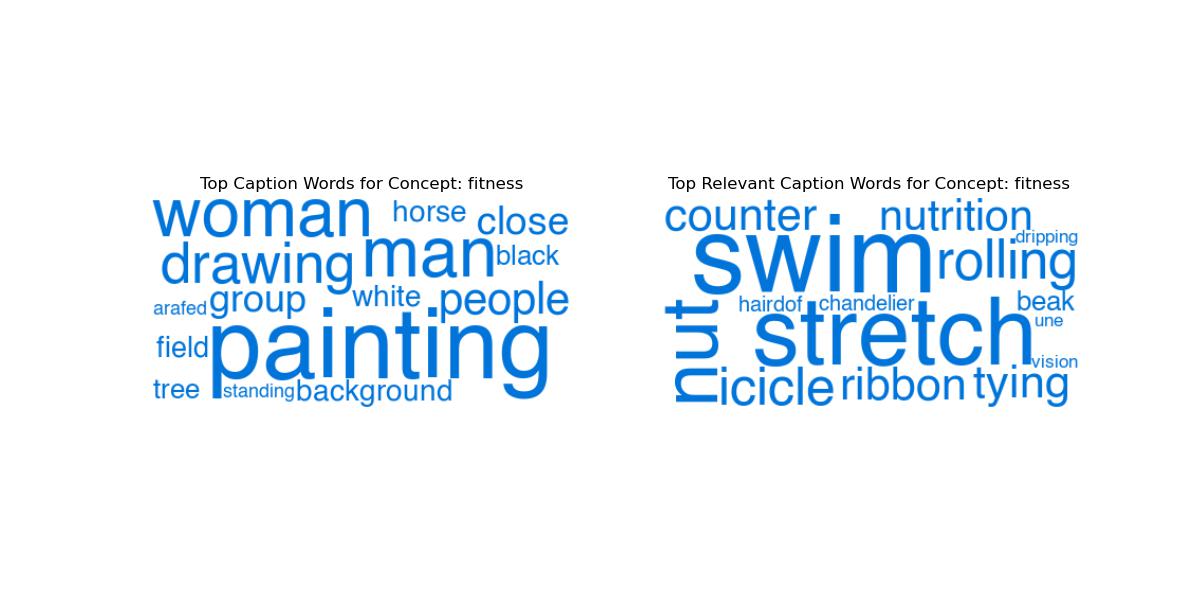 Top Caption Words for Concept: fitness
woman horse close
drawing man black
arafed group white people
field painting
tree standing background
Top Relevant Caption Words for Concept: fitness
counter nutrition
swim dripping
rolling
nut hairdof chandelier beak
stretch une
vision
icicle ribbon tying